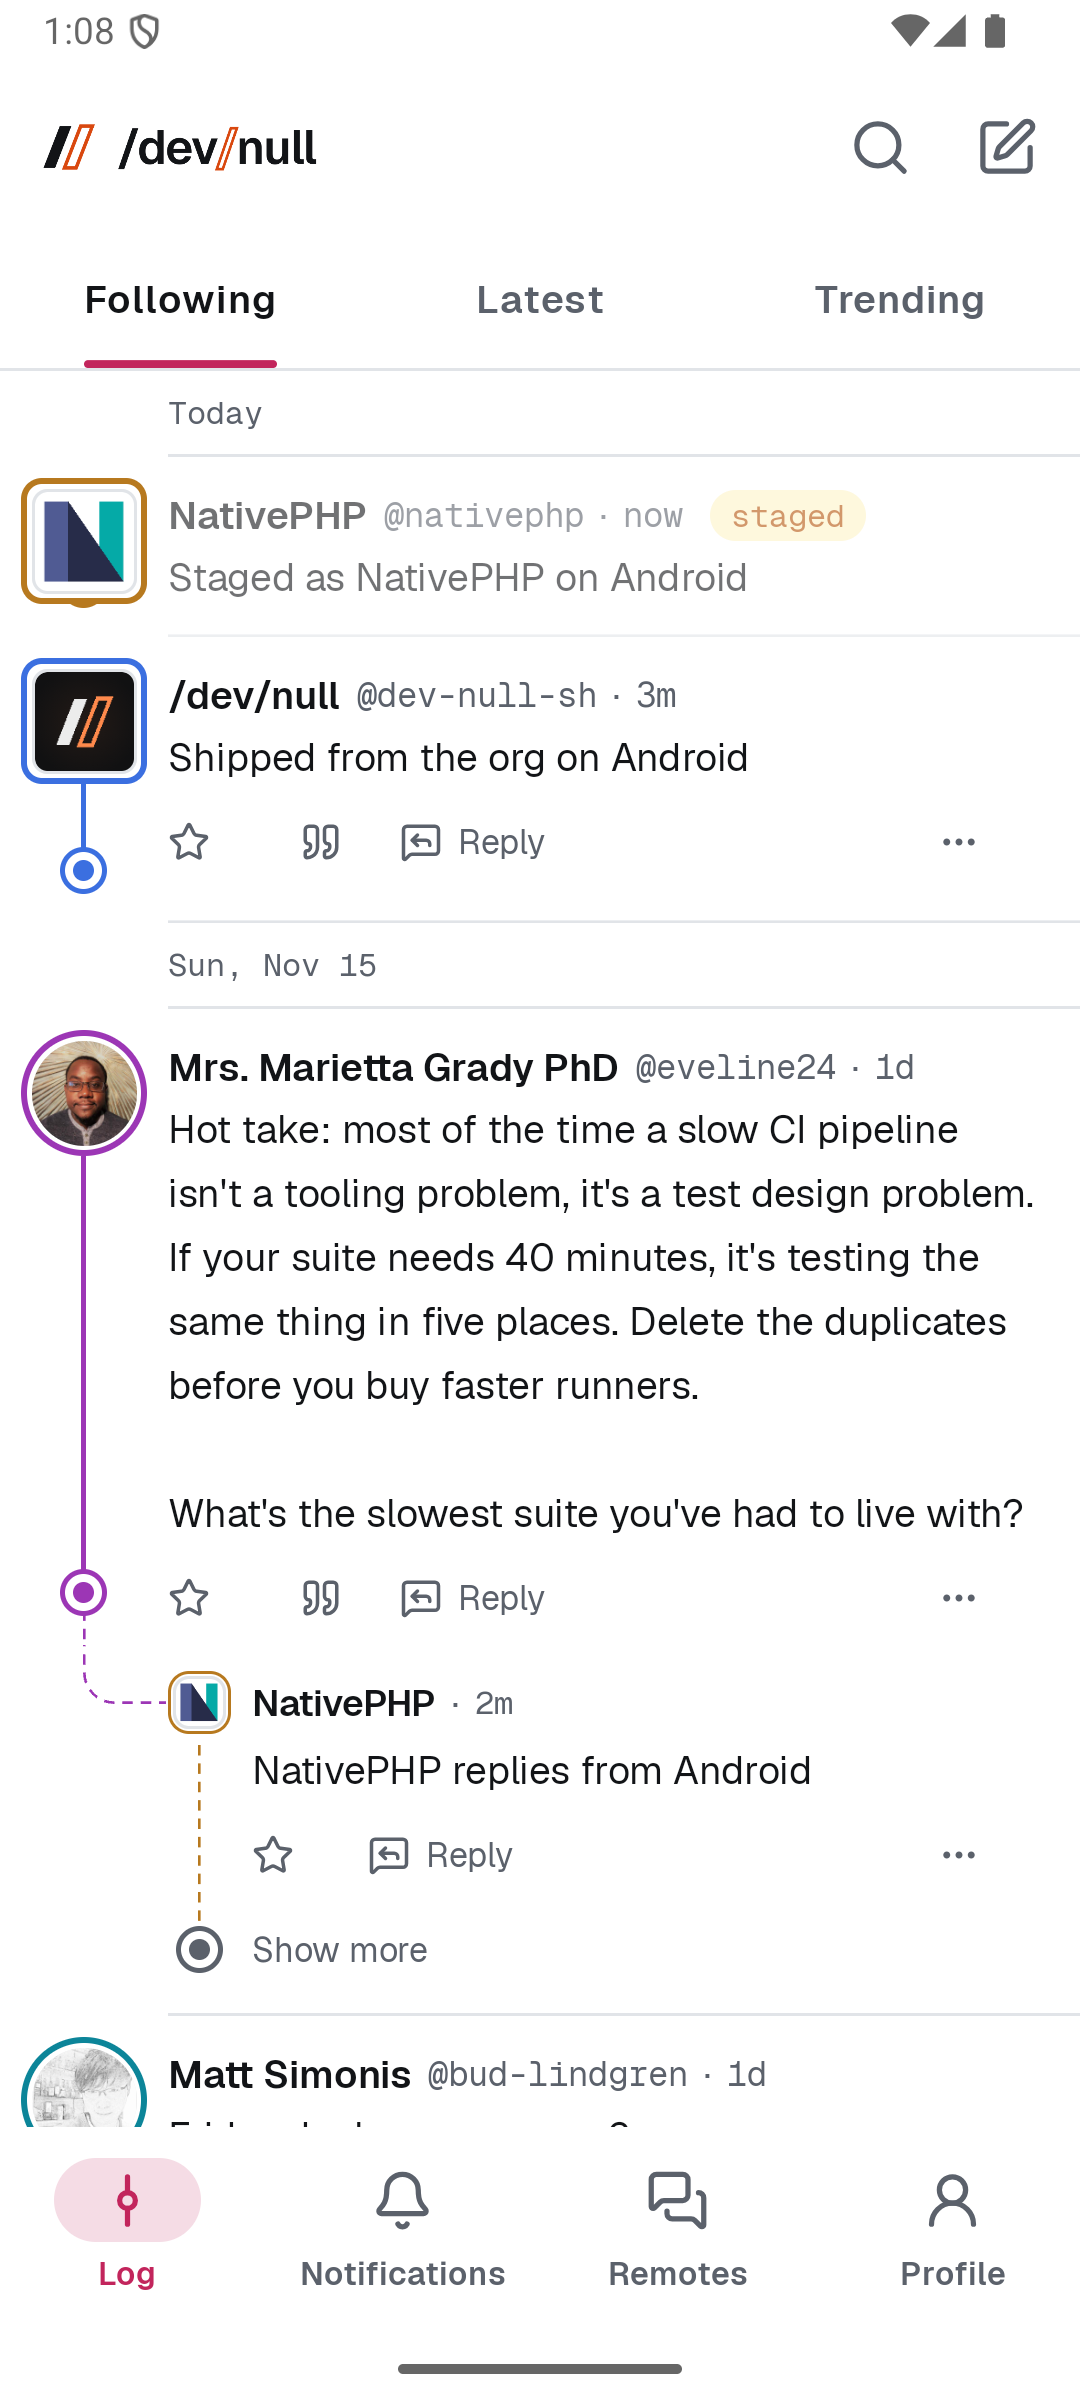 1:08
/dev/null
Following Latest Trending
Today
NativePHP @nativephp · now staged
Staged as NativePHP on Android
/dev/null @dev-null-sh · 3m
Shipped from the org on Android
Reply
Sun, Nov 15
Mrs. Marietta Grady PhD @eveline24 · 1d
Hot take: most of the time a slow CI pipeline
isn't a tooling problem, it's a test design problem.
If your suite needs 40 minutes, it's testing the
same thing in five places. Delete the duplicates
before you buy faster runners.
What's the slowest suite you've had to live with?
Reply
NativePHP · 2m
NativePHP replies from Android
Reply
Show more
Matt Simonis @bud-lindgren · 1d
Log Notifications Remotes Profile